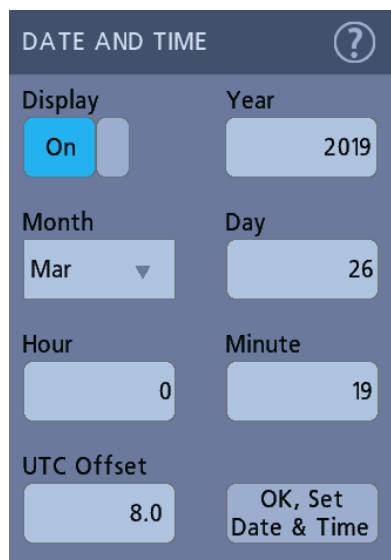 DATE AND TIME ?
Display Year
On 2019
Month Day
Mar 26
Hour Minute
0 19
UTC Offset
8.0
OK, Set
Date & Time